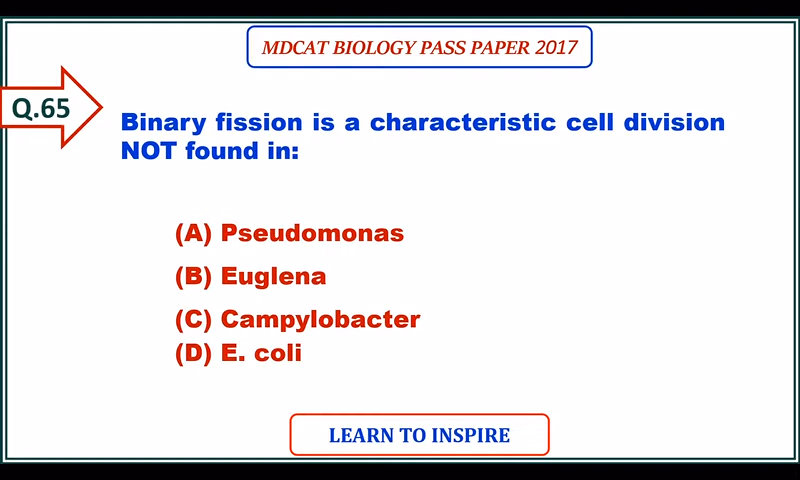 MDCAT BIOLOGY PASS PAPER 2017
Q.65
Binary fission is a characteristic cell division
NOT found in:
(A) Pseudomonas
(B) Euglena
(C) Campylobacter
(D) E. coli
LEARN TO INSPIRE